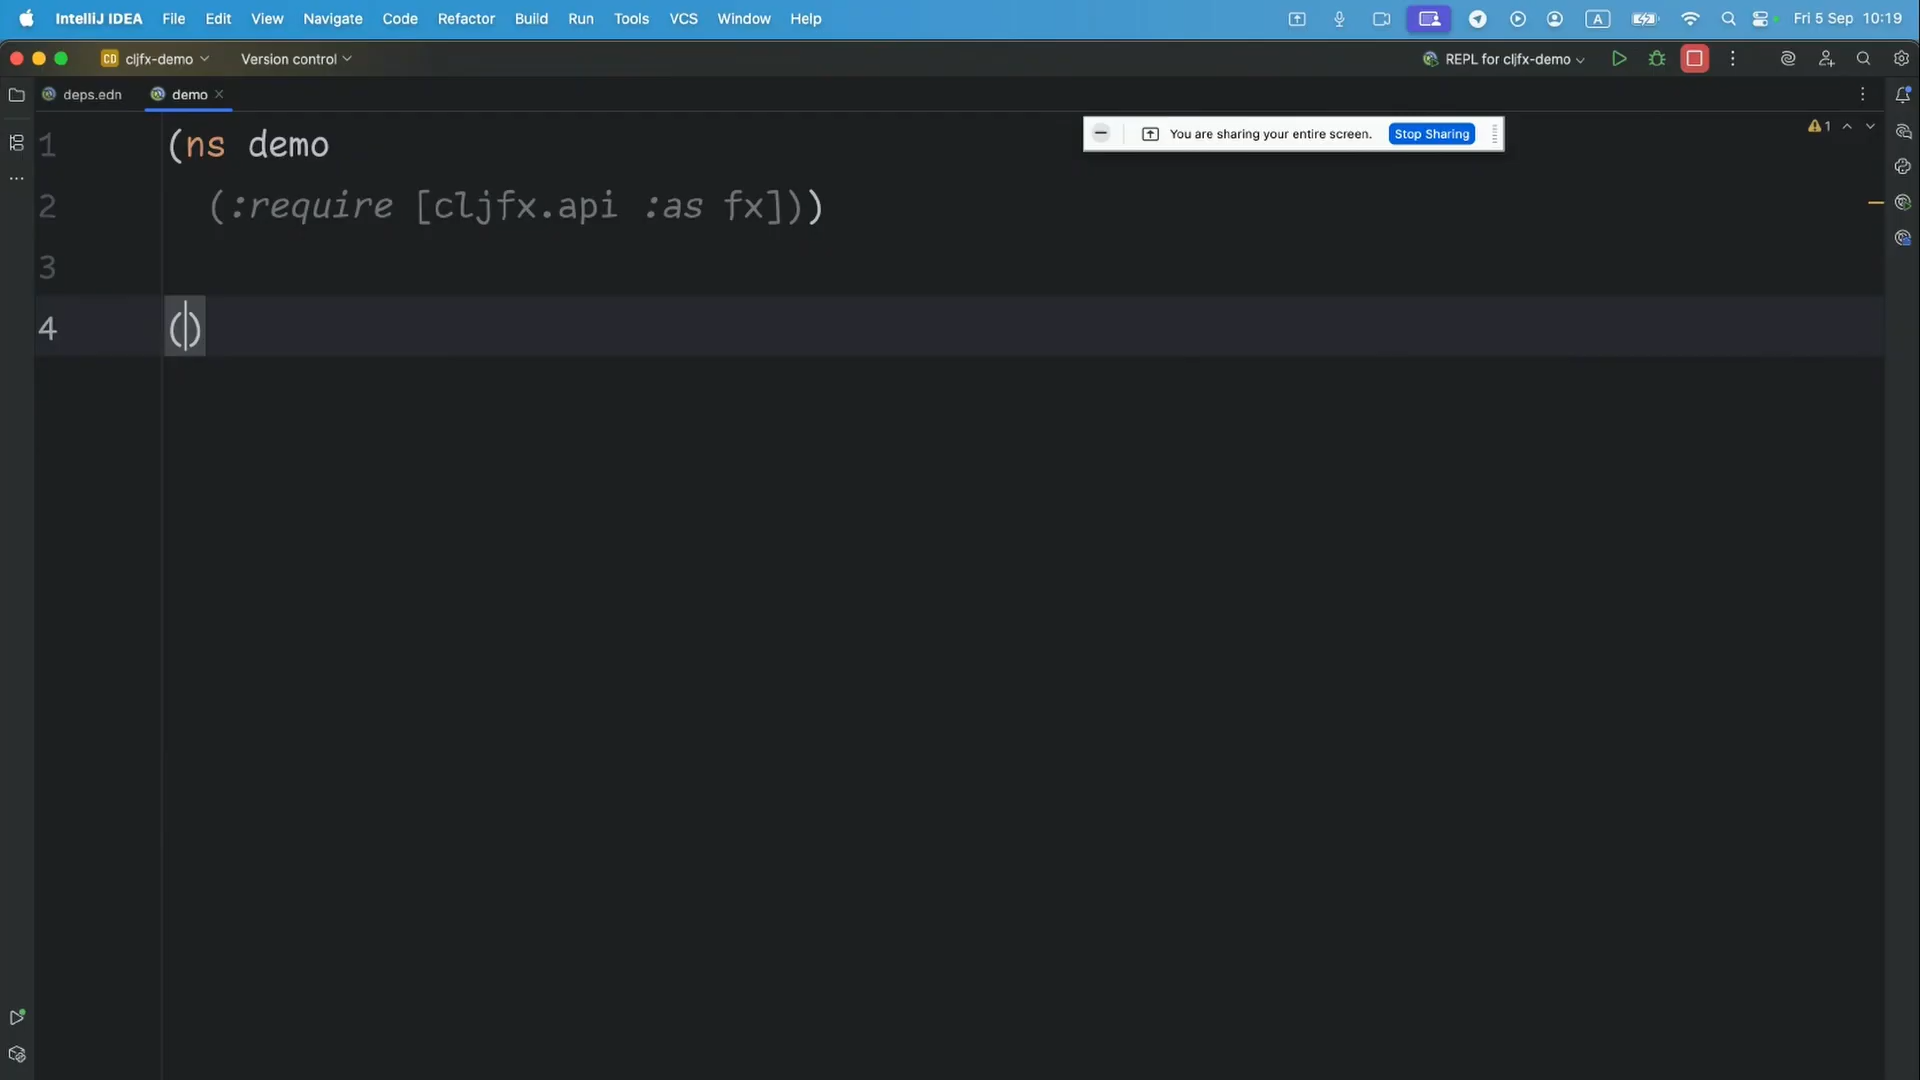 IntelliJ IDEA File Edit View Navigate Code Refactor Build Run Tools VCS Window Help A Fri 5 Sep 10:19
CD cljfx-demo Version control REPL for cljfx-demo
deps.edn demo
You are sharing your entire screen. Stop Sharing
1
1 (ns demo
2 (:require [cljfx.api :as fx]))
3
4 ()